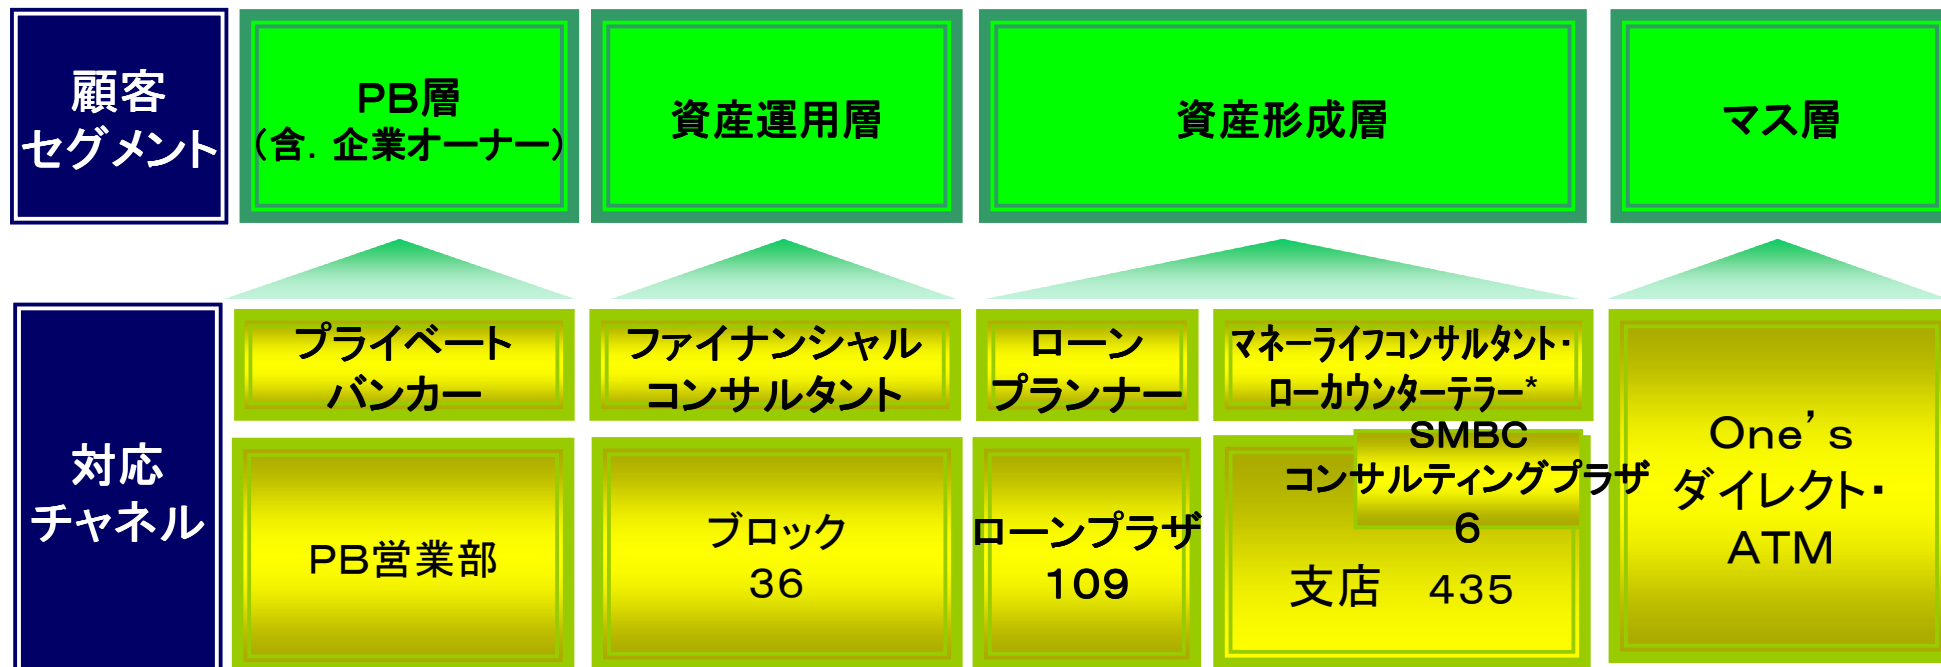 顧客
セグメント
PB層
(含．企業オーナー)
資産運用層
資産形成層
マス層
対応
チャネル
プライベート
バンカー
ファイナンシャル
コンサルタント
ローン
プランナー
マネーライフコンサルタント・
ローカウンターテラー*
PB営業部
ブロック
36
ローンプラザ
109
SMBC
コンサルティングプラザ
6
支店　435
One's
ダイレクト・
ATM